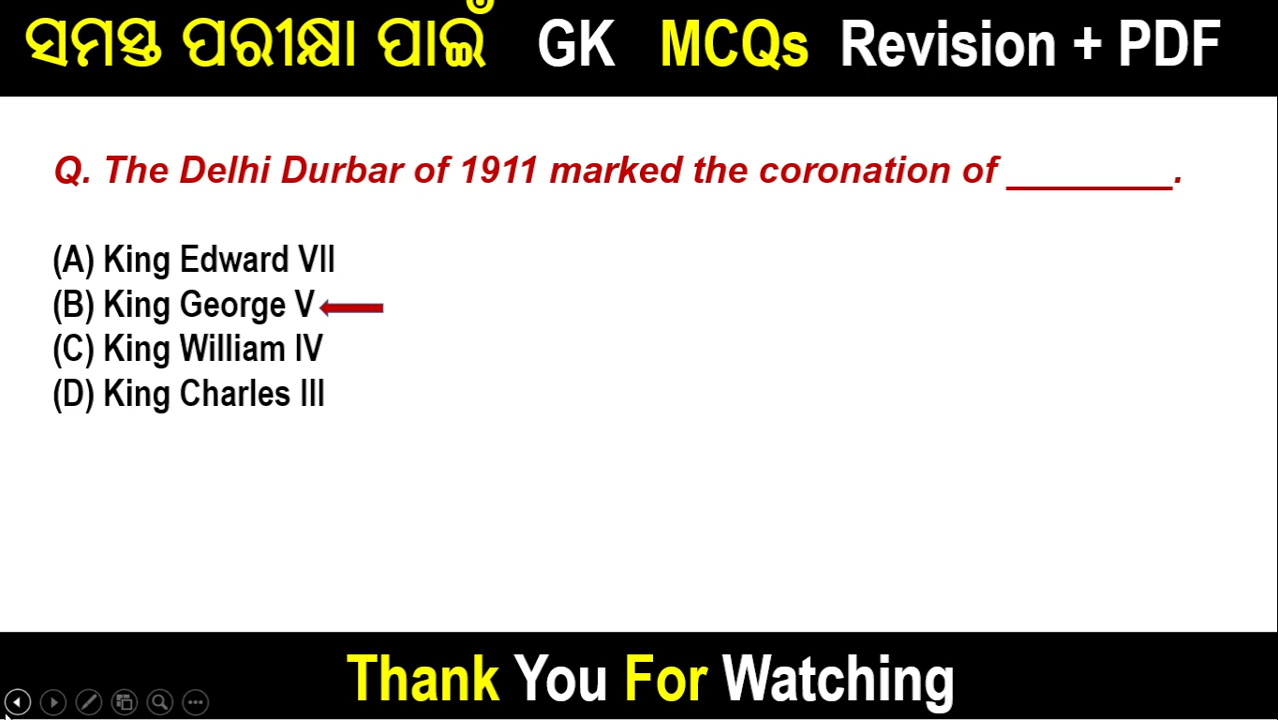 ସମସ୍ତ ପରୀକ୍ଷା ପାଇଁ GK MCQs Revision + PDF
Q. The Delhi Durbar of 1911 marked the coronation of ________.
(A) King Edward VII
(B) King George V
(C) King William IV
(D) King Charles III
Thank You For Watching